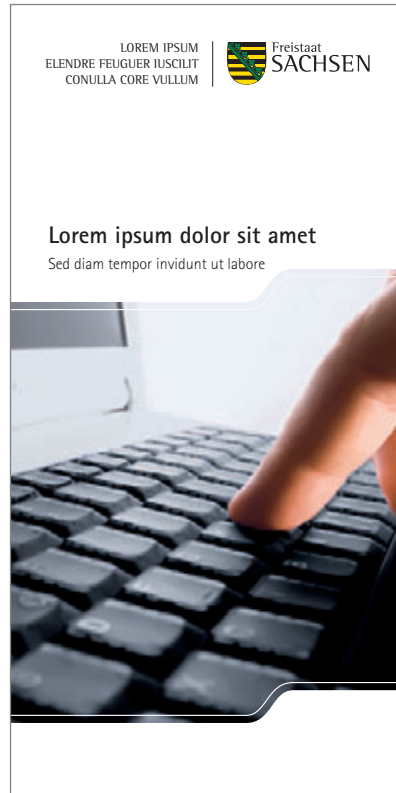 LOREM IPSUM
ELENDRE FEUGUER IUSCILIT
CONULLA CORE VULLUM
Freistaat
SACHSEN
Lorem ipsum dolor sit amet
Sed diam tempor invidunt ut labore